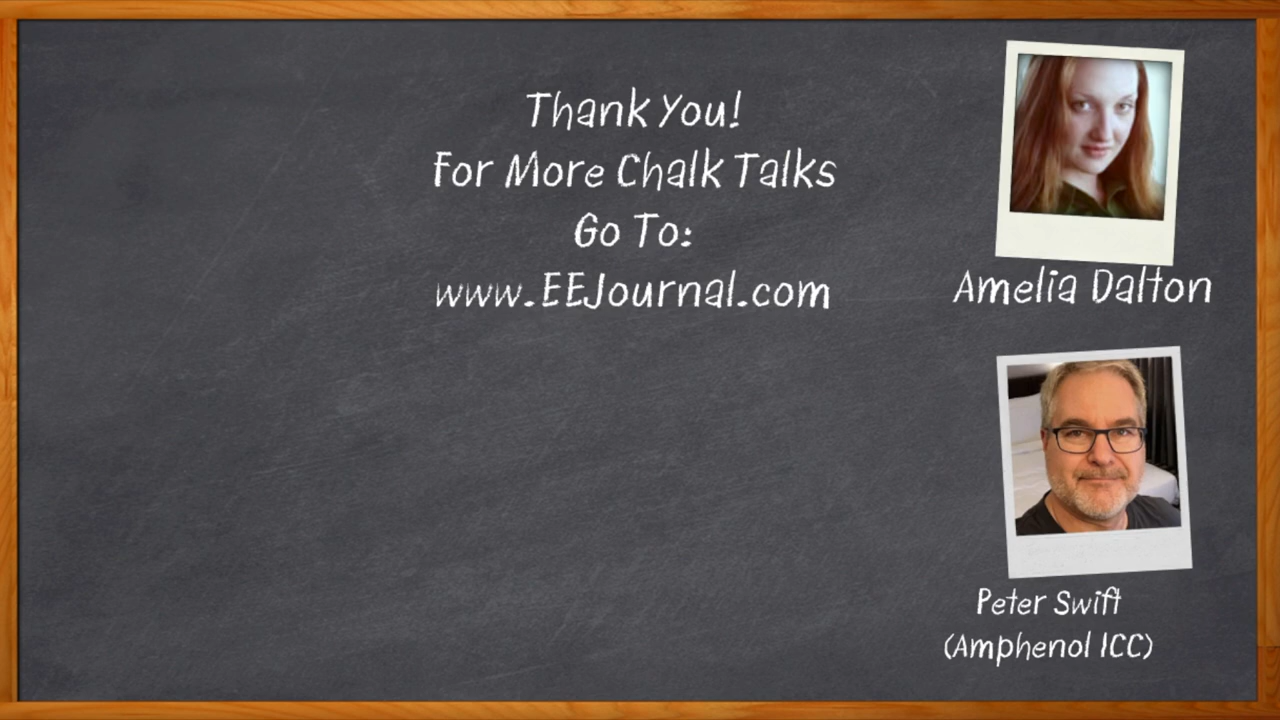 Thank You!
For More Chalk Talks
Go To:
www.EEJournal.com
Amelia Dalton
Peter Swift
(Amphenol ICC)